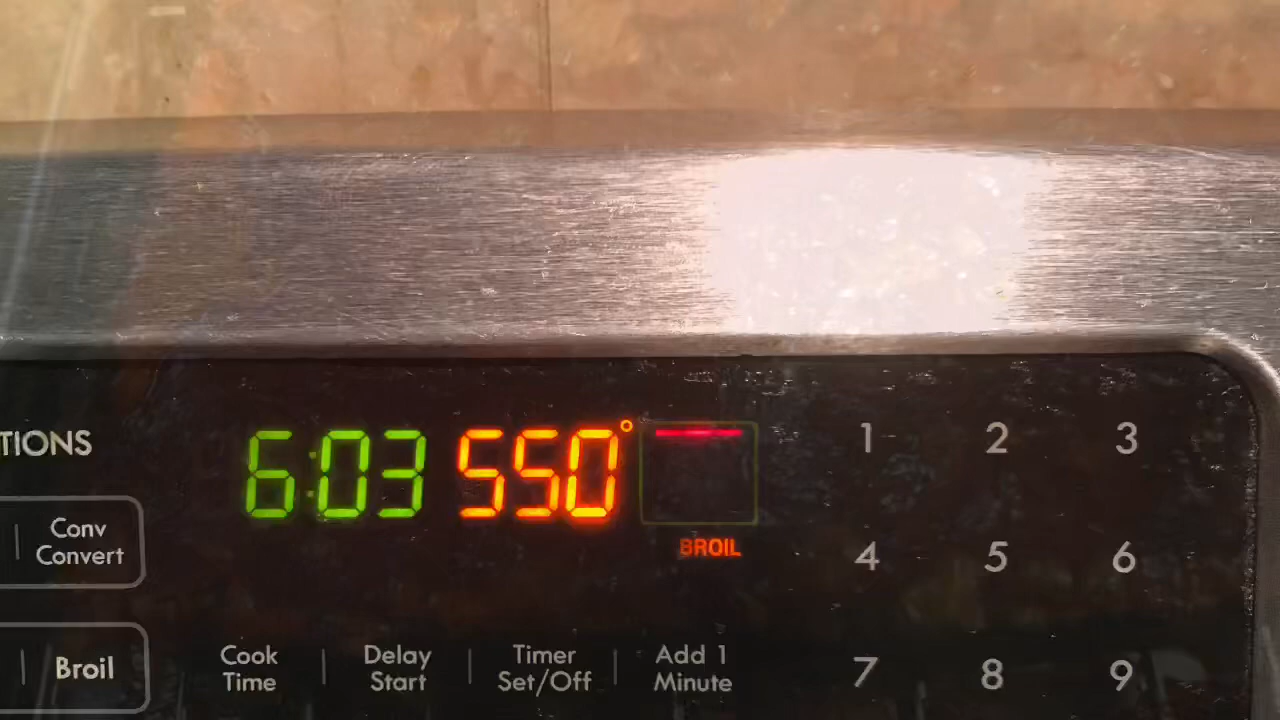 TIONS
6:03 550°
1 2 3
BROIL
Conv
Convert
4 5 6
Broil
Cook
Time
Delay
Start
Timer
Set/Off
Add 1
Minute
7 8 9